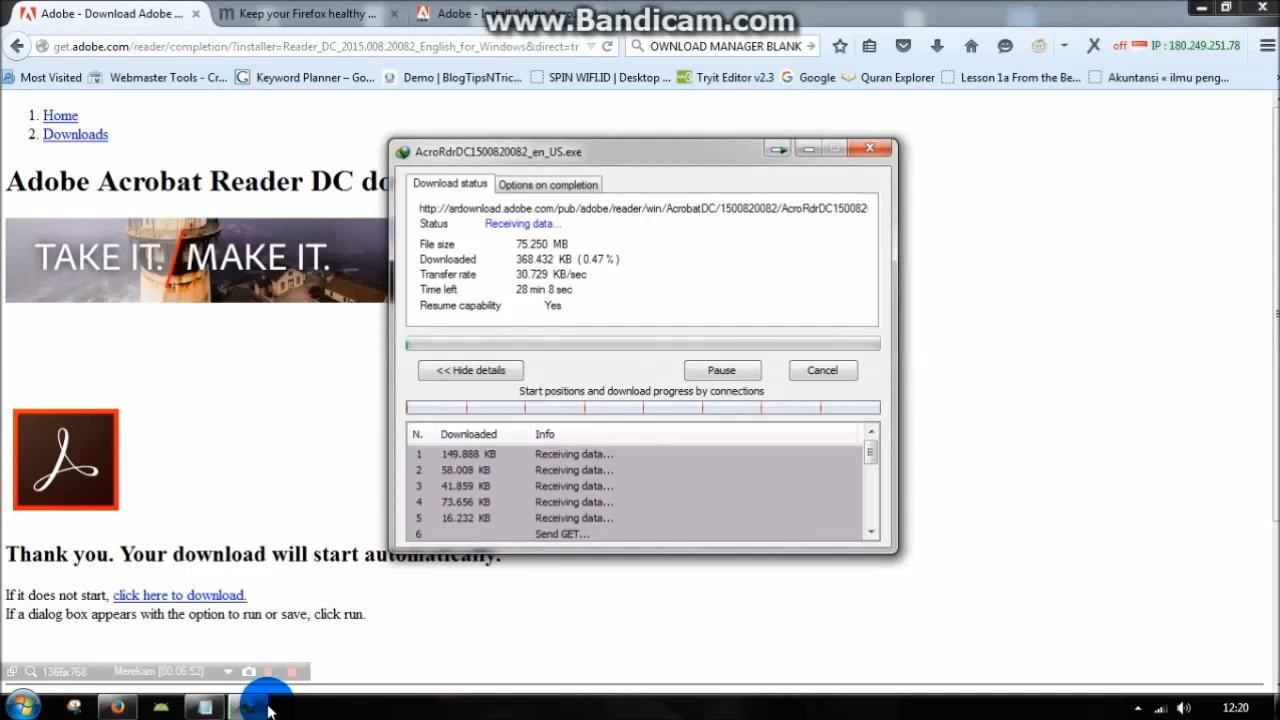 www.Bandicam.com
Adobe - Download Adobe ...
Keep your Firefox healthy ...
Adobe - Install Adobe Acro
get.adobe.com/reader/completion/?installer=Reader_DC_2015.008.20082_English_for_Windows&direct=tr
OWNLOAD MANAGER BLANK
off
IP : 180.249.251.78
Most Visited
Webmaster Tools - Cr...
Keyword Planner – Go...
Demo | BlogTipsNTric...
SPIN WIFI.ID | Desktop ...
Tryit Editor v2.3
Google
Quran Explorer
Lesson 1a From the Be...
Akuntansi « ilmu peng...
1. Home
2. Downloads
Adobe Acrobat Reader DC do
TAKE IT. / MAKE IT.
Thank you. Your download will start automatically.
If it does not start, click here to download.
If a dialog box appears with the option to run or save, click run.
AcroRdrDC1500820082_en_US.exe
Download status
Options on completion
http://ardownload.adobe.com/pub/adobe/reader/win/AcrobatDC/1500820082/AcroRdrDC150082
Status Receiving data...
File size 75.250 MB
Downloaded 368.432 KB ( 0.47 % )
Transfer rate 30.729 KB/sec
Time left 28 min 8 sec
Resume capability Yes
<< Hide details
Pause
Cancel
Start positions and download progress by connections
N. Downloaded Info
1 149.888 KB Receiving data...
2 58.008 KB Receiving data...
3 41.859 KB Receiving data...
4 73.656 KB Receiving data...
5 16.232 KB Receiving data...
6 Send GET...
1366x768
Merekam [00:06:52]
12:20